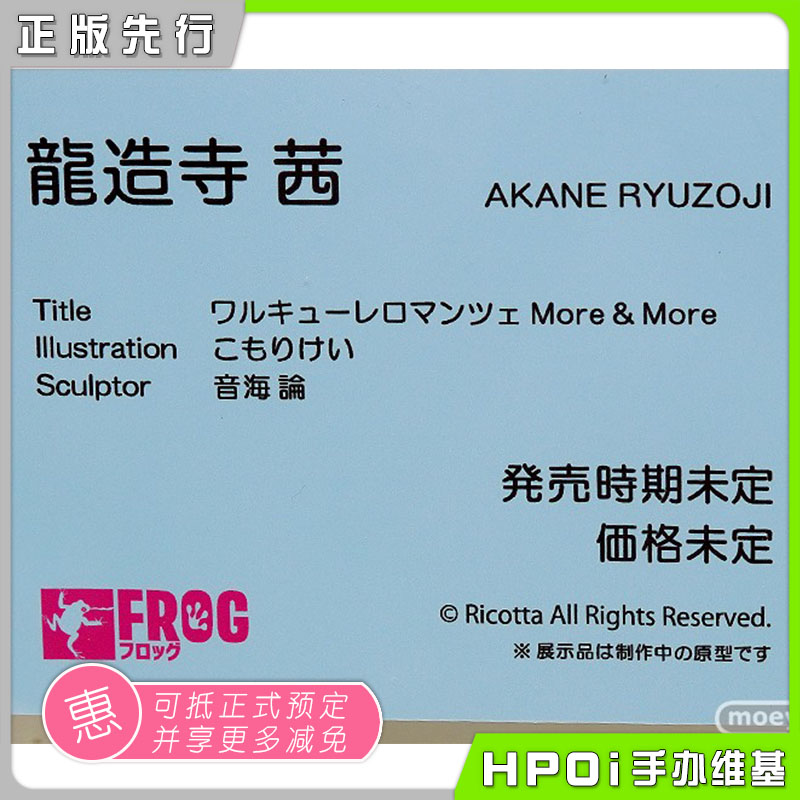 正版先行
龍造寺 茜
AKANE RYUZOJI
Title ワルキューレロマンツェ More & More
Illustration こもりけい
Sculptor 音海 論
発売時期未定
価格未定
© Ricotta All Rights Reserved.
※ 展示品は制作中の原型です
FROG
フロッグ
惠
可抵正式预定
并享更多减免
HPOi手办维基